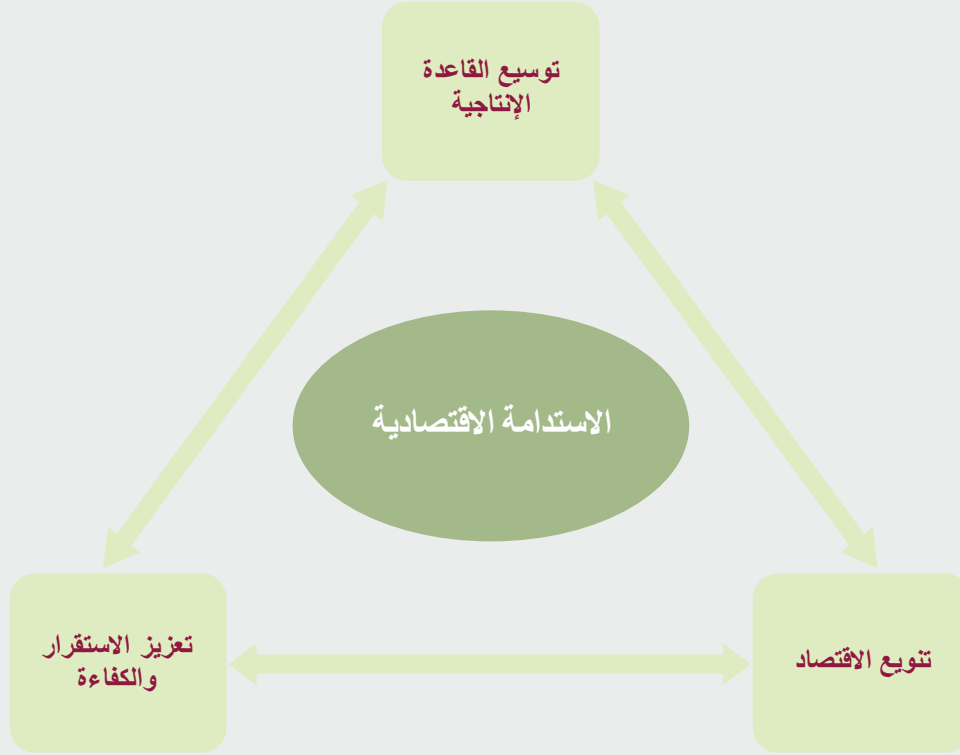 توسيع القاعدة
الإنتاجية
الاستدامة الاقتصادية
تنويع الاقتصاد
تعزيز الاستقرار
والكفاءة